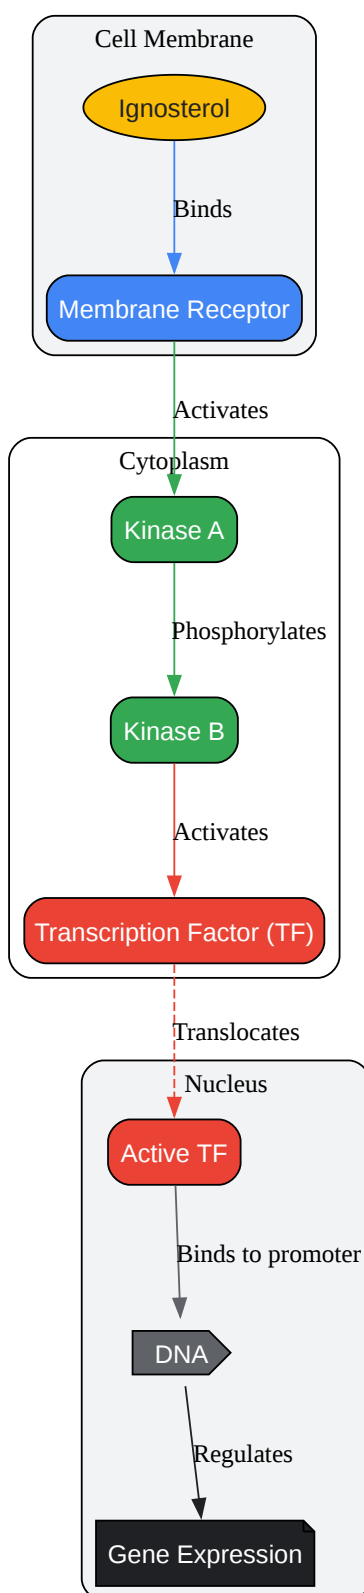 Cell Membrane
Ignosterol
Binds
Membrane Receptor
Activates
Cytoplasm
Kinase A
Phosphorylates
Kinase B
Activates
Transcription Factor (TF)
Translocates
Nucleus
Active TF
Binds to promoter
DNA
Regulates
Gene Expression